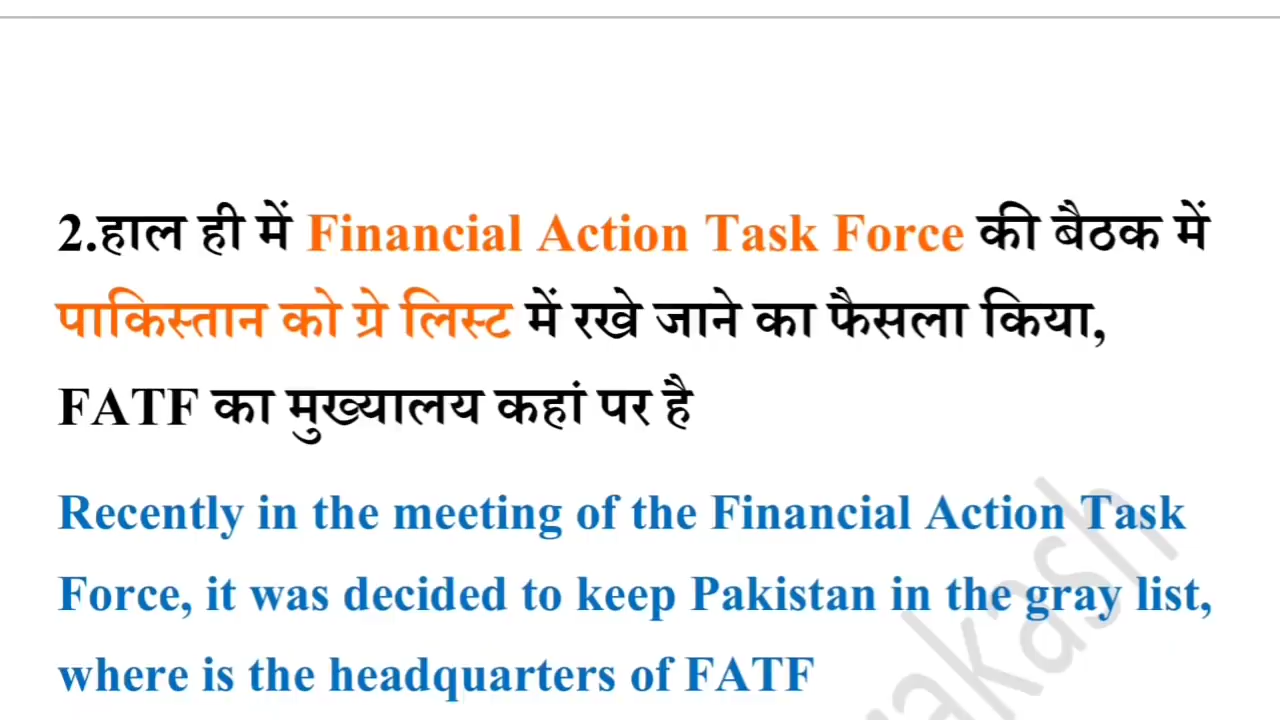 2.हाल ही में Financial Action Task Force की बैठक में
पाकिस्तान को ग्रे लिस्ट में रखे जाने का फैसला किया,
FATF का मुख्यालय कहां पर है
Recently in the meeting of the Financial Action Task
Force, it was decided to keep Pakistan in the gray list,
where is the headquarters of FATF